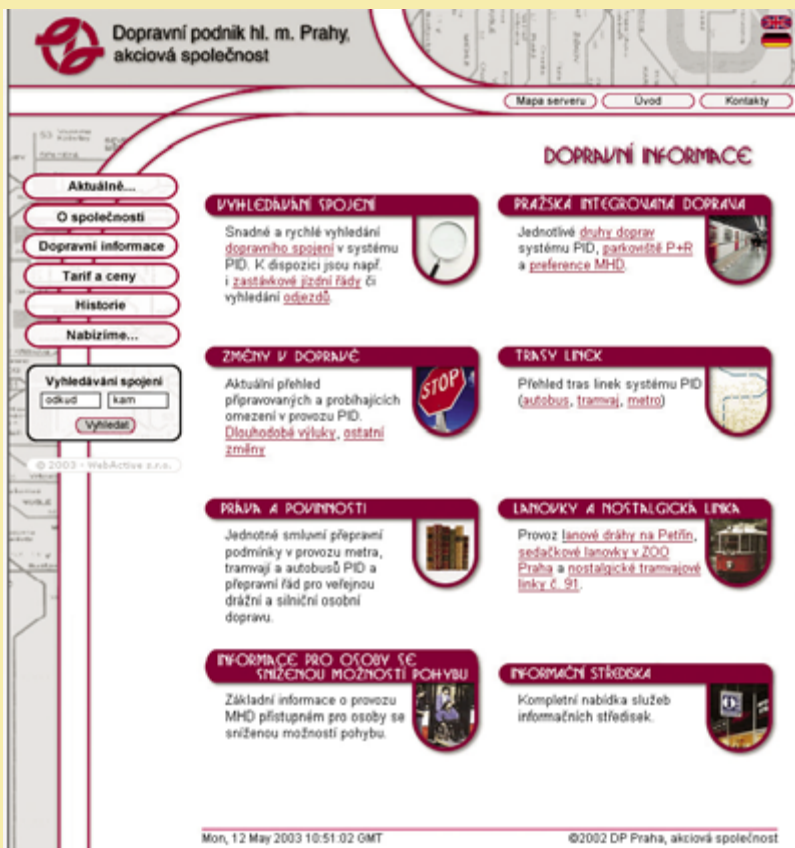 Dopravní podnik hl. m. Prahy,
akciová společnost
Mapa serveru
Úvod
Kontakty
DOPRAVNÍ INFORMACE
Aktuálně...
O společnosti
Dopravní informace
Tarif a ceny
Historie
Nabízíme...
Vyhledávání spojení
odkud
kam
Vyhledat
© 2003 - WebActive s.r.o.
VYHLEDÁVÁNÍ SPOJENÍ
Snadné a rychlé vyhledání
dopravního spojení v systému
PID. K dispozici jsou např.
i zastávkové jízdní řády či
vyhledání odjezdů.
PRAŽSKÁ INTEGROVANÁ DOPRAVA
Jednotlivé druhy doprav
systému PID, parkoviště P+R
a preference MHD.
ZMĚNY V DOPRAVĚ
Aktuální přehled
připravovaných a probíhajících
omezení v provozu PID.
Dlouhodobé výluky, ostatní
změny
STOP
TRASY LINEK
Přehled tras linek systému PID
(autobus, tramvaj, metro)
PRÁVA A POVINNOSTI
Jednotné smluvní přepravní
podmínky v provozu metra,
tramvají a autobusů PID a
přepravní řád pro veřejnou
drážní a silniční osobní
dopravu.
LANOVKY A NOSTALGICKÁ LINKA
Provoz lanové dráhy na Petřín,
sedačkové lanovky v ZOO
Praha a nostalgické tramvajové
linky č. 91.
INFORMACE PRO OSOBY SE
SNÍŽENOU MOŽNOSTÍ POHYBU
Základní informace o provozu
MHD přístupném pro osoby se
sníženou možností pohybu.
INFORMAČNÍ STŘEDISKA
Kompletní nabídka služeb
informačních středisek.
Mon, 12 May 2003 10:51:02 GMT
©2002 DP Praha, akciová společnost